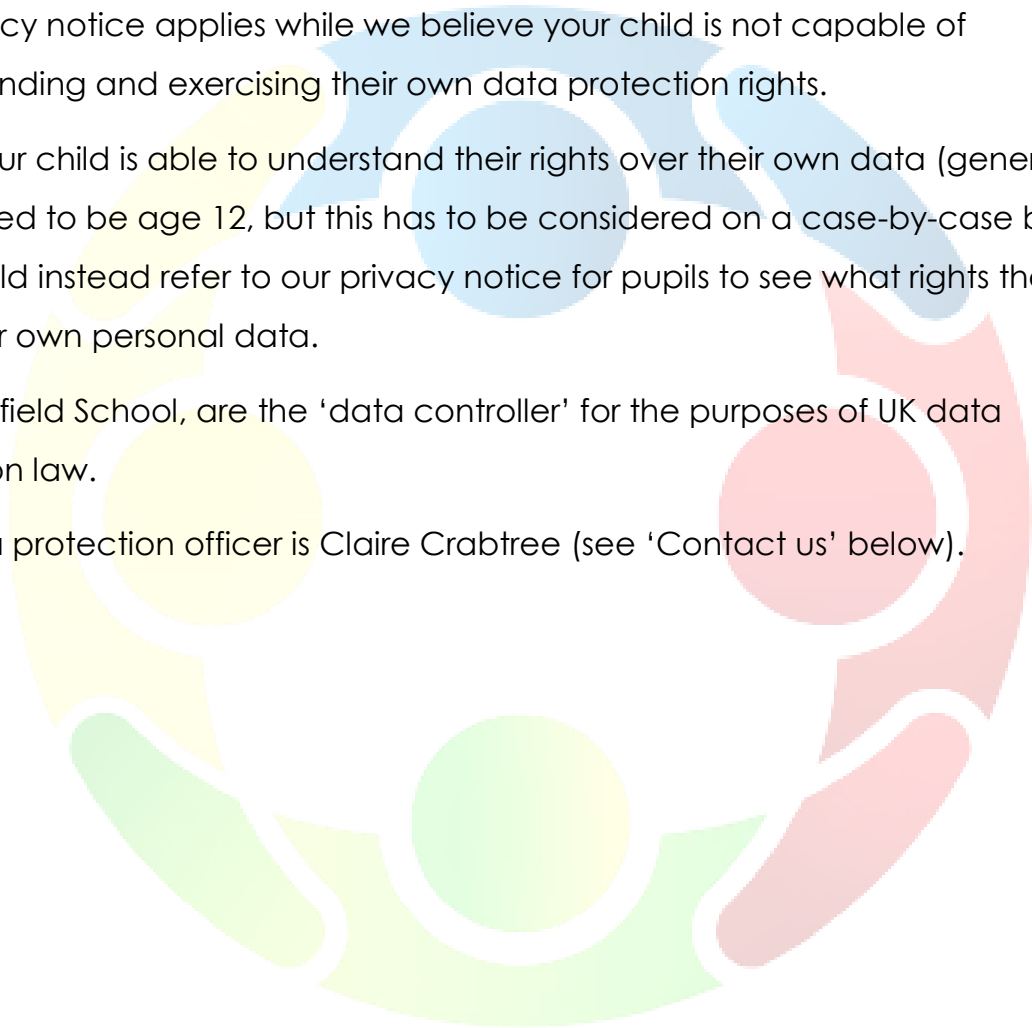 cy notice applies while we believe your child is not capable of
nding and exercising their own data protection rights.
ur child is able to understand their rights over their own data (gener
ed to be age 12, but this has to be considered on a case-by-case b
ld instead refer to our privacy notice for pupils to see what rights the
r own personal data.
field School, are the ‘data controller’ for the purposes of UK data
on law.
a protection officer is Claire Crabtree (see ‘Contact us’ below).